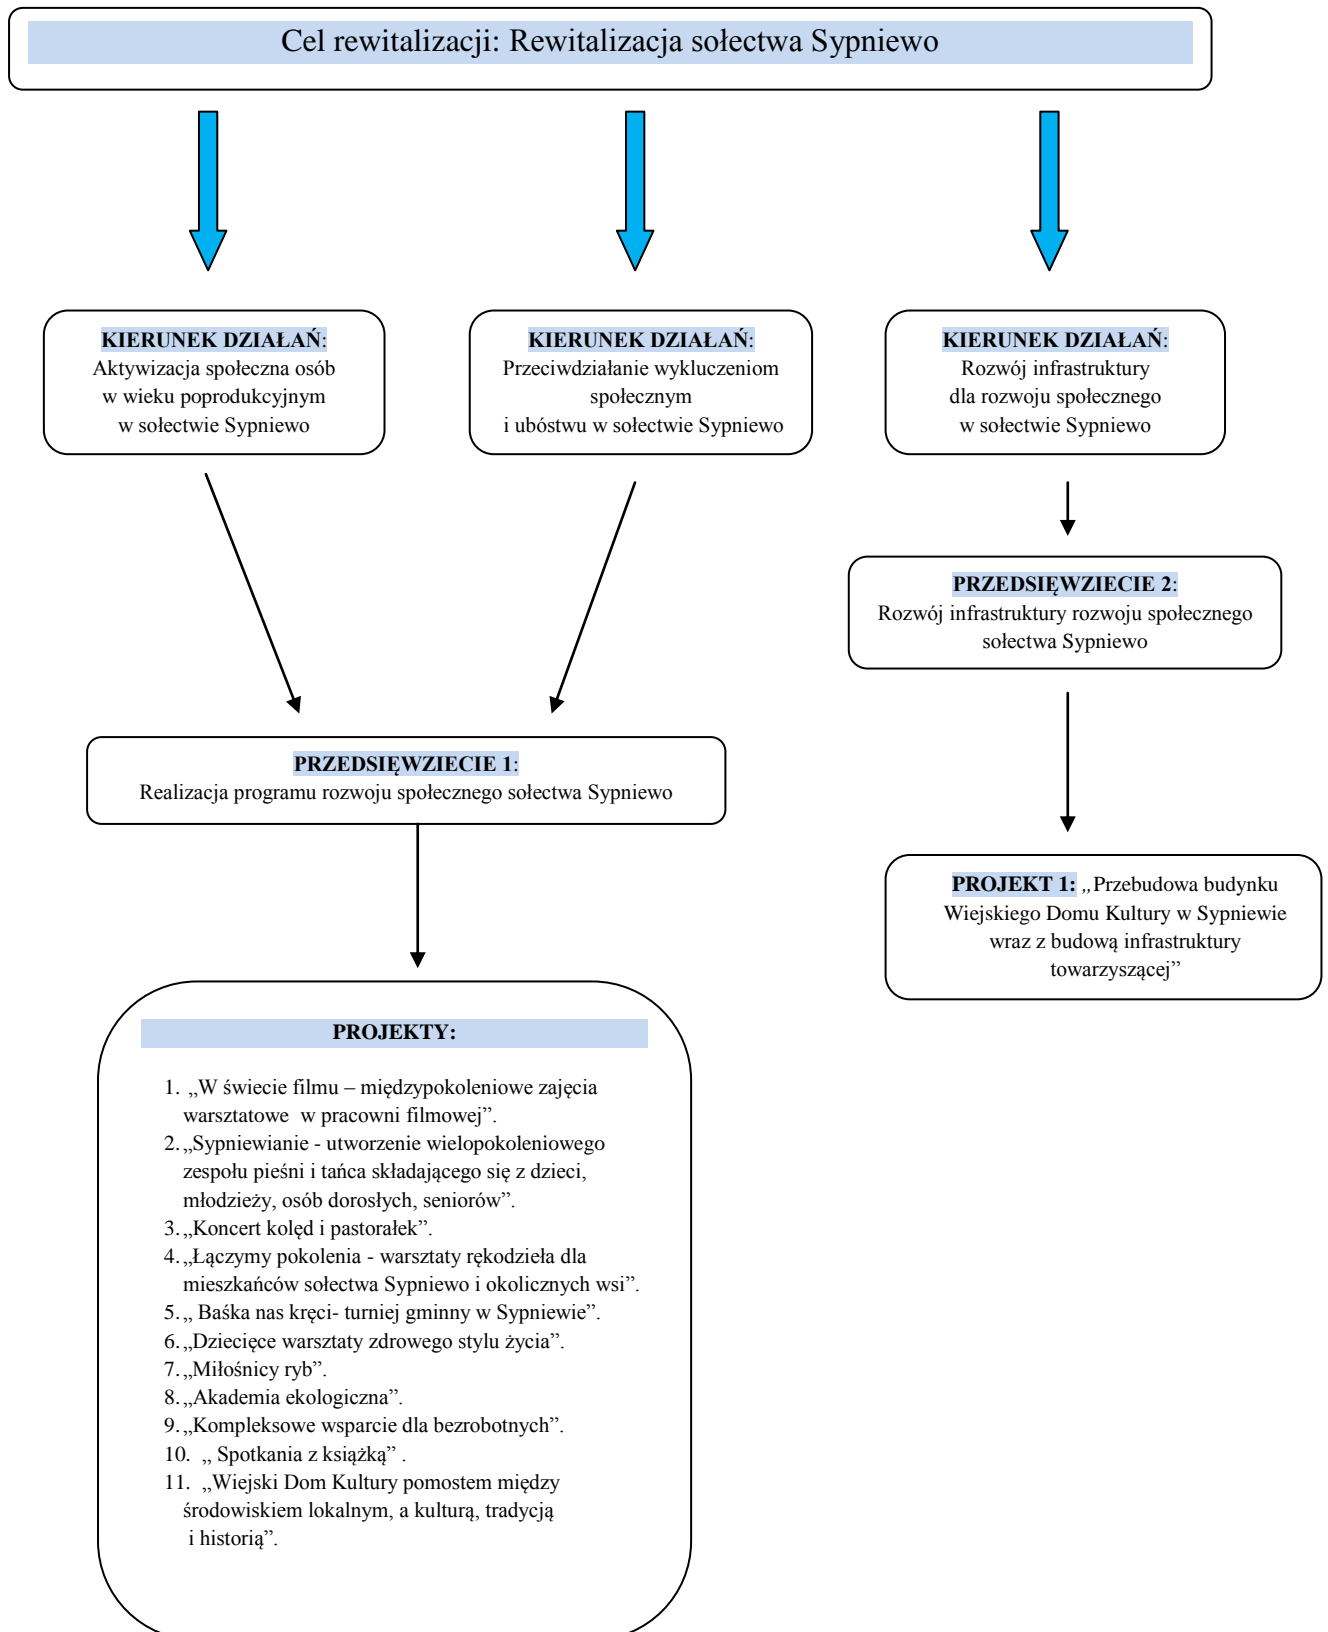 Cel rewitalizacji: Rewitalizacja sołectwa Sypniewo
KIERUNEK DZIAŁAŃ:
Aktywizacja społeczna osób
w wieku poprodukcyjnym
w sołectwie Sypniewo
KIERUNEK DZIAŁAŃ:
Przeciwdziałanie wykluczeniom
społecznym
i ubóstwu w sołectwie Sypniewo
KIERUNEK DZIAŁAŃ:
Rozwój infrastruktury
dla rozwoju społecznego
w sołectwie Sypniewo
PRZEDSIĘWZIECIE 2:
Rozwój infrastruktury rozwoju społecznego
sołectwa Sypniewo
PRZEDSIĘWZIECIE 1:
Realizacja programu rozwoju społecznego sołectwa Sypniewo
PROJEKT 1: „Przebudowa budynku
Wiejskiego Domu Kultury w Sypniewie
wraz z budową infrastruktury
towarzyszącej”
PROJEKTY:
1. „W świecie filmu – międzypokoleniowe zajęcia
warsztatowe w pracowni filmowej”.
2. „Sypniewianie - utworzenie wielopokoleniowego
zespołu pieśni i tańca składającego się z dzieci,
młodzieży, osób dorosłych, seniorów”.
3. „Koncert kolęd i pastorałek”.
4. „Łączymy pokolenia - warsztaty rękodzieła dla
mieszkańców sołectwa Sypniewo i okolicznych wsi”.
5. „ Baśka nas kręci- turniej gminny w Sypniewie”.
6. „Dziecięce warsztaty zdrowego stylu życia”.
7. „Miłośnicy ryb”.
8. „Akademia ekologiczna”.
9. „Kompleksowe wsparcie dla bezrobotnych”.
10. „ Spotkania z książką” .
11. „Wiejski Dom Kultury pomostem między
środowiskiem lokalnym, a kulturą, tradycją
i historią”.